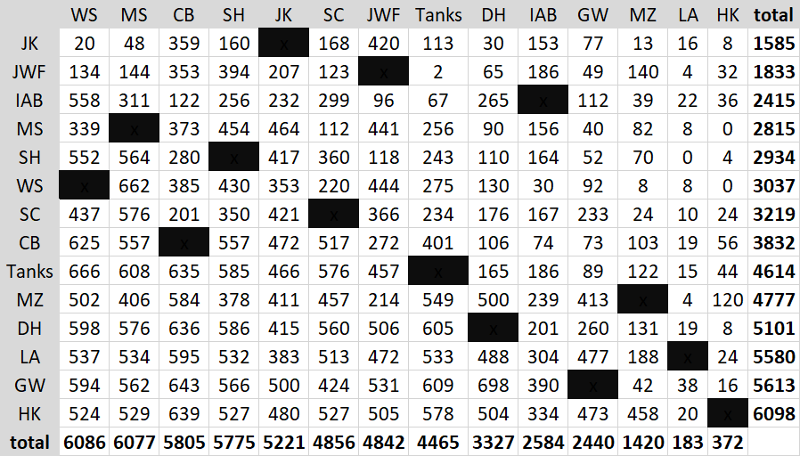 WS MS CB SH JK SC JWF Tanks DH IAB GW MZ LA HK total
JK 20 48 359 160 x 168 420 113 30 153 77 13 16 8 1585
JWF 134 144 353 394 207 123 x 2 65 186 49 140 4 32 1833
IAB 558 311 122 256 232 299 96 67 265 x 112 39 22 36 2415
MS 339 x 373 454 464 112 441 256 90 156 40 82 8 0 2815
SH 552 564 280 x 417 360 118 243 110 164 52 70 0 4 2934
WS x 662 385 430 353 220 444 275 130 30 92 8 8 0 3037
SC 437 576 201 350 421 x 366 234 176 167 233 24 10 24 3219
CB 625 557 x 557 472 517 272 401 106 74 73 103 19 56 3832
Tanks 666 608 635 585 466 576 457 x 165 186 89 122 15 44 4614
MZ 502 406 584 378 411 457 214 549 500 239 413 x 4 120 4777
DH 598 576 636 586 415 560 506 605 x 201 260 131 19 8 5101
LA 537 534 595 532 383 513 472 533 488 304 477 188 x 24 5580
GW 594 562 643 566 500 424 531 609 698 390 x 42 38 16 5613
HK 524 529 639 527 480 527 505 578 504 334 473 458 20 x 6098
total 6086 6077 5805 5775 5221 4856 4842 4465 3327 2584 2440 1420 183 372